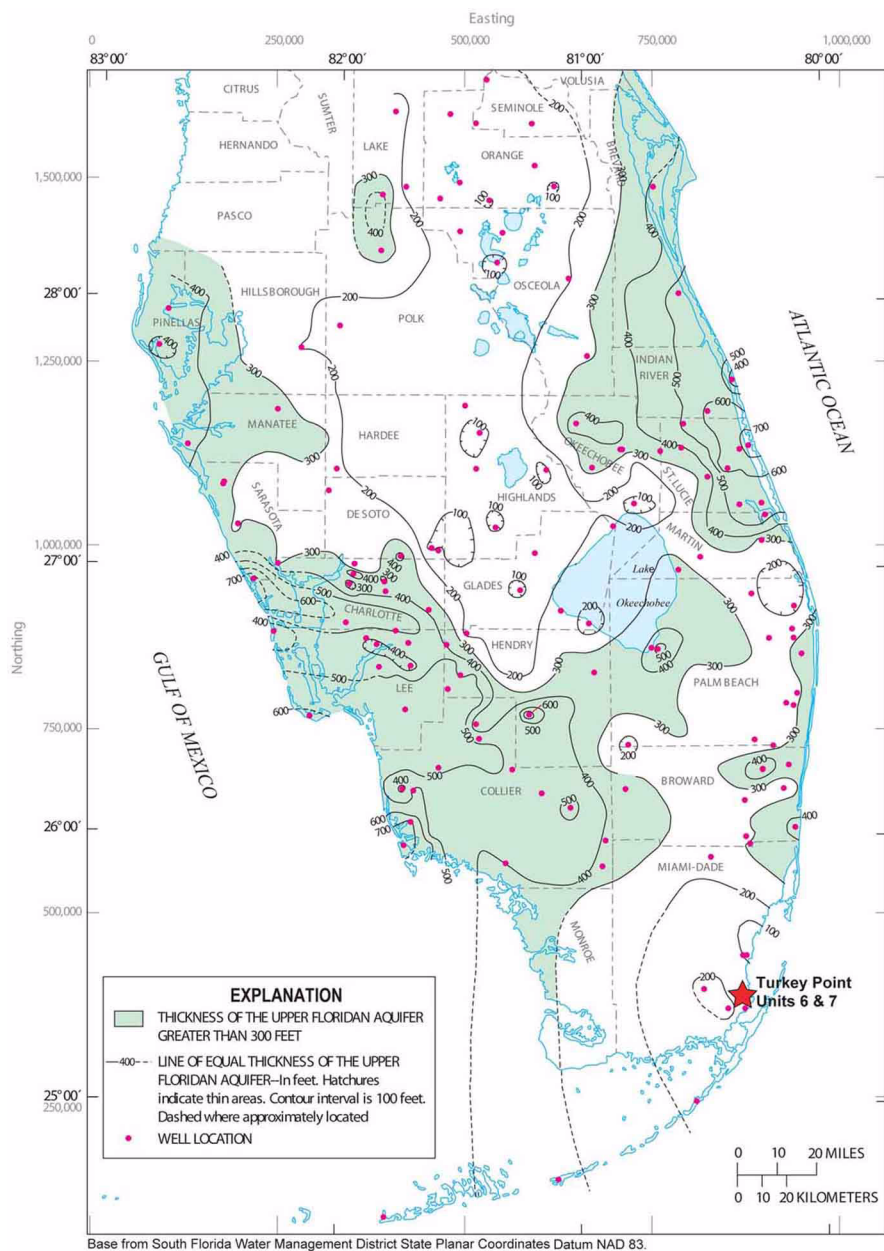 Easting
0 250,000 500,000 750,000 1,000,000
83°00´ 82°00´ 81°00´ 80°00´
CITRUS
SUMTER
VOLUSIA
SEMINOLE
HERNANDO
LAKE
ORANGE
BREVARD
1,500,000
PASCO
28°00´
HILLSBOROUGH
OSCEOLA
POLK
PINELLAS
ATLANTIC OCEAN
INDIAN
RIVER
1,250,000
MANATEE
HARDEE
OKEECHOBEE
HIGHLANDS
ST. LUCIE
SARASOTA
DESOTO
MARTIN
1,000,000
27°00´
Lake
Okeechobee
GLADES
CHARLOTTE
HENDRY
Northing
GULF OF MEXICO
LEE
PALM BEACH
750,000
BROWARD
COLLIER
26°00´
MIAMI-DADE
500,000
MONROE
Turkey Point
Units 6 & 7
EXPLANATION
THICKNESS OF THE UPPER FLORIDAN AQUIFER
GREATER THAN 300 FEET
400 LINE OF EQUAL THICKNESS OF THE UPPER
FLORIDAN AQUIFER--In feet. Hatchures
indicate thin areas. Contour interval is 100 feet.
Dashed where approximately located
WELL LOCATION
25°00´
250,000
0 10 20 MILES
0 10 20 KILOMETERS
Base from South Florida Water Management District State Planar Coordinates Datum NAD 83.